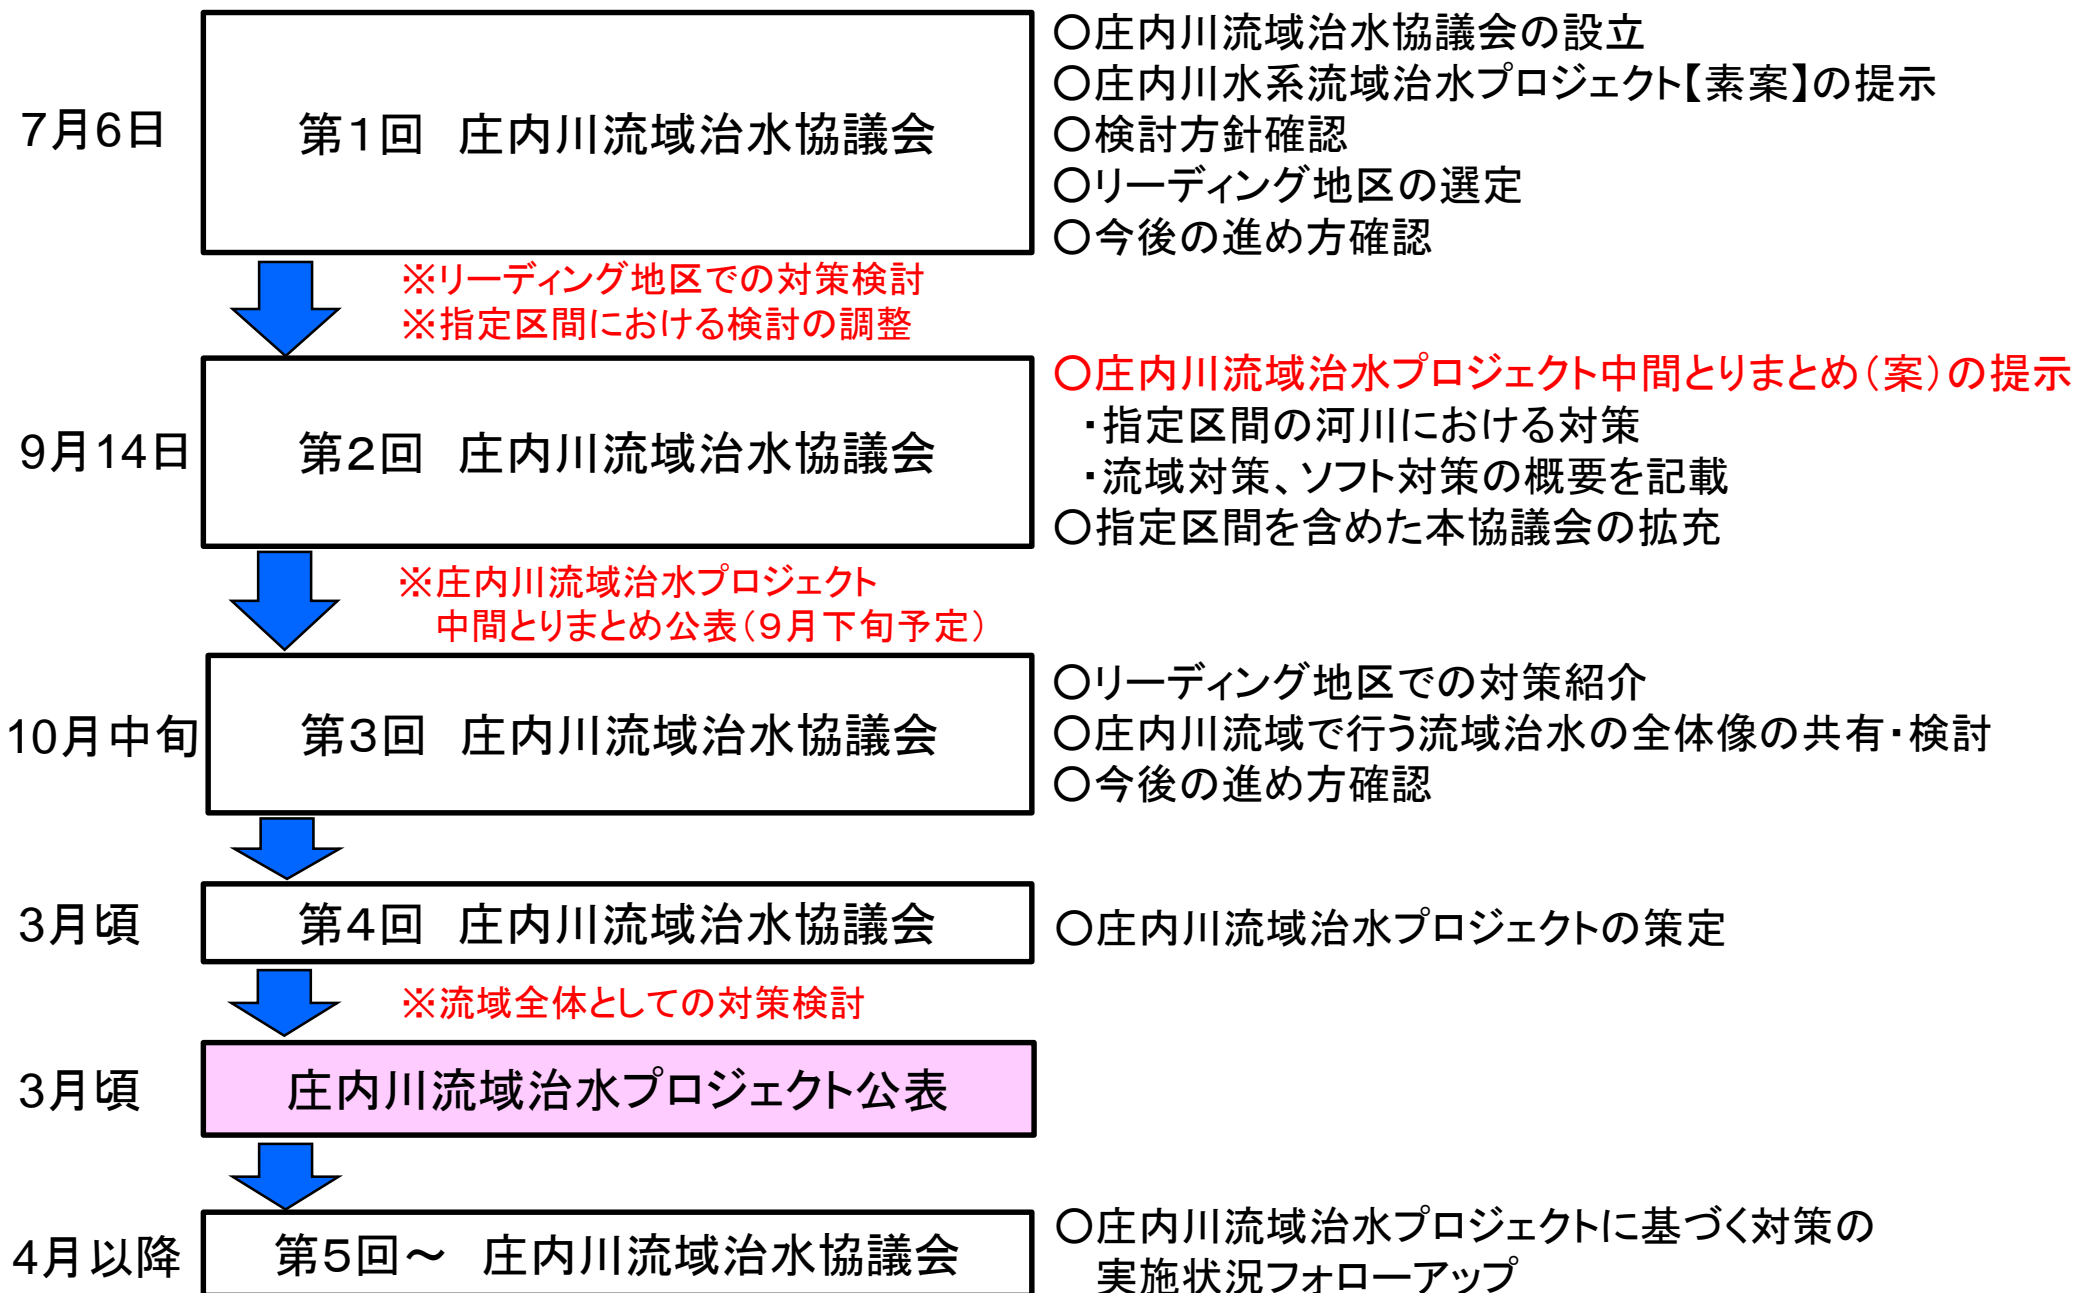 7月6日
第1回　庄内川流域治水協議会
○庄内川流域治水協議会の設立
○庄内川水系流域治水プロジェクト【素案】の提示
○検討方針確認
○リーディング地区の選定
○今後の進め方確認
※リーディング地区での対策検討
※指定区間における検討の調整
9月14日
第2回　庄内川流域治水協議会
○庄内川流域治水プロジェクト中間とりまとめ（案）の提示
・指定区間の河川における対策
・流域対策、ソフト対策の概要を記載
○指定区間を含めた本協議会の拡充
※庄内川流域治水プロジェクト
中間とりまとめ公表（９月下旬予定）
10月中旬
第3回　庄内川流域治水協議会
○リーディング地区での対策紹介
○庄内川流域で行う流域治水の全体像の共有・検討
○今後の進め方確認
3月頃
第4回　庄内川流域治水協議会
○庄内川流域治水プロジェクトの策定
※流域全体としての対策検討
3月頃
庄内川流域治水プロジェクト公表
4月以降
第5回～　庄内川流域治水協議会
○庄内川流域治水プロジェクトに基づく対策の
実施状況フォローアップ